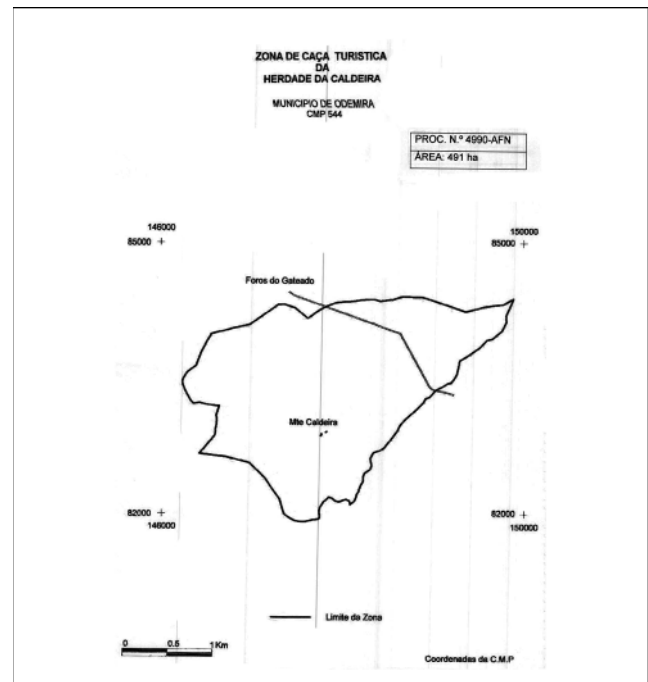 ZONA DE CAÇA TURISTICA
DA
HERDADE DA CALDEIRA
MUNICIPIO DE ODEMIRA
CMP 544
PROC. N.º 4990-AFN
ÁREA: 491 ha
146000
85000
150000
85000
Foros do Gateado
Mte Caldeira
82000
146000
82000
150000
Limite da Zona
0 0.5 1 Km
Coordenadas da C.M.P